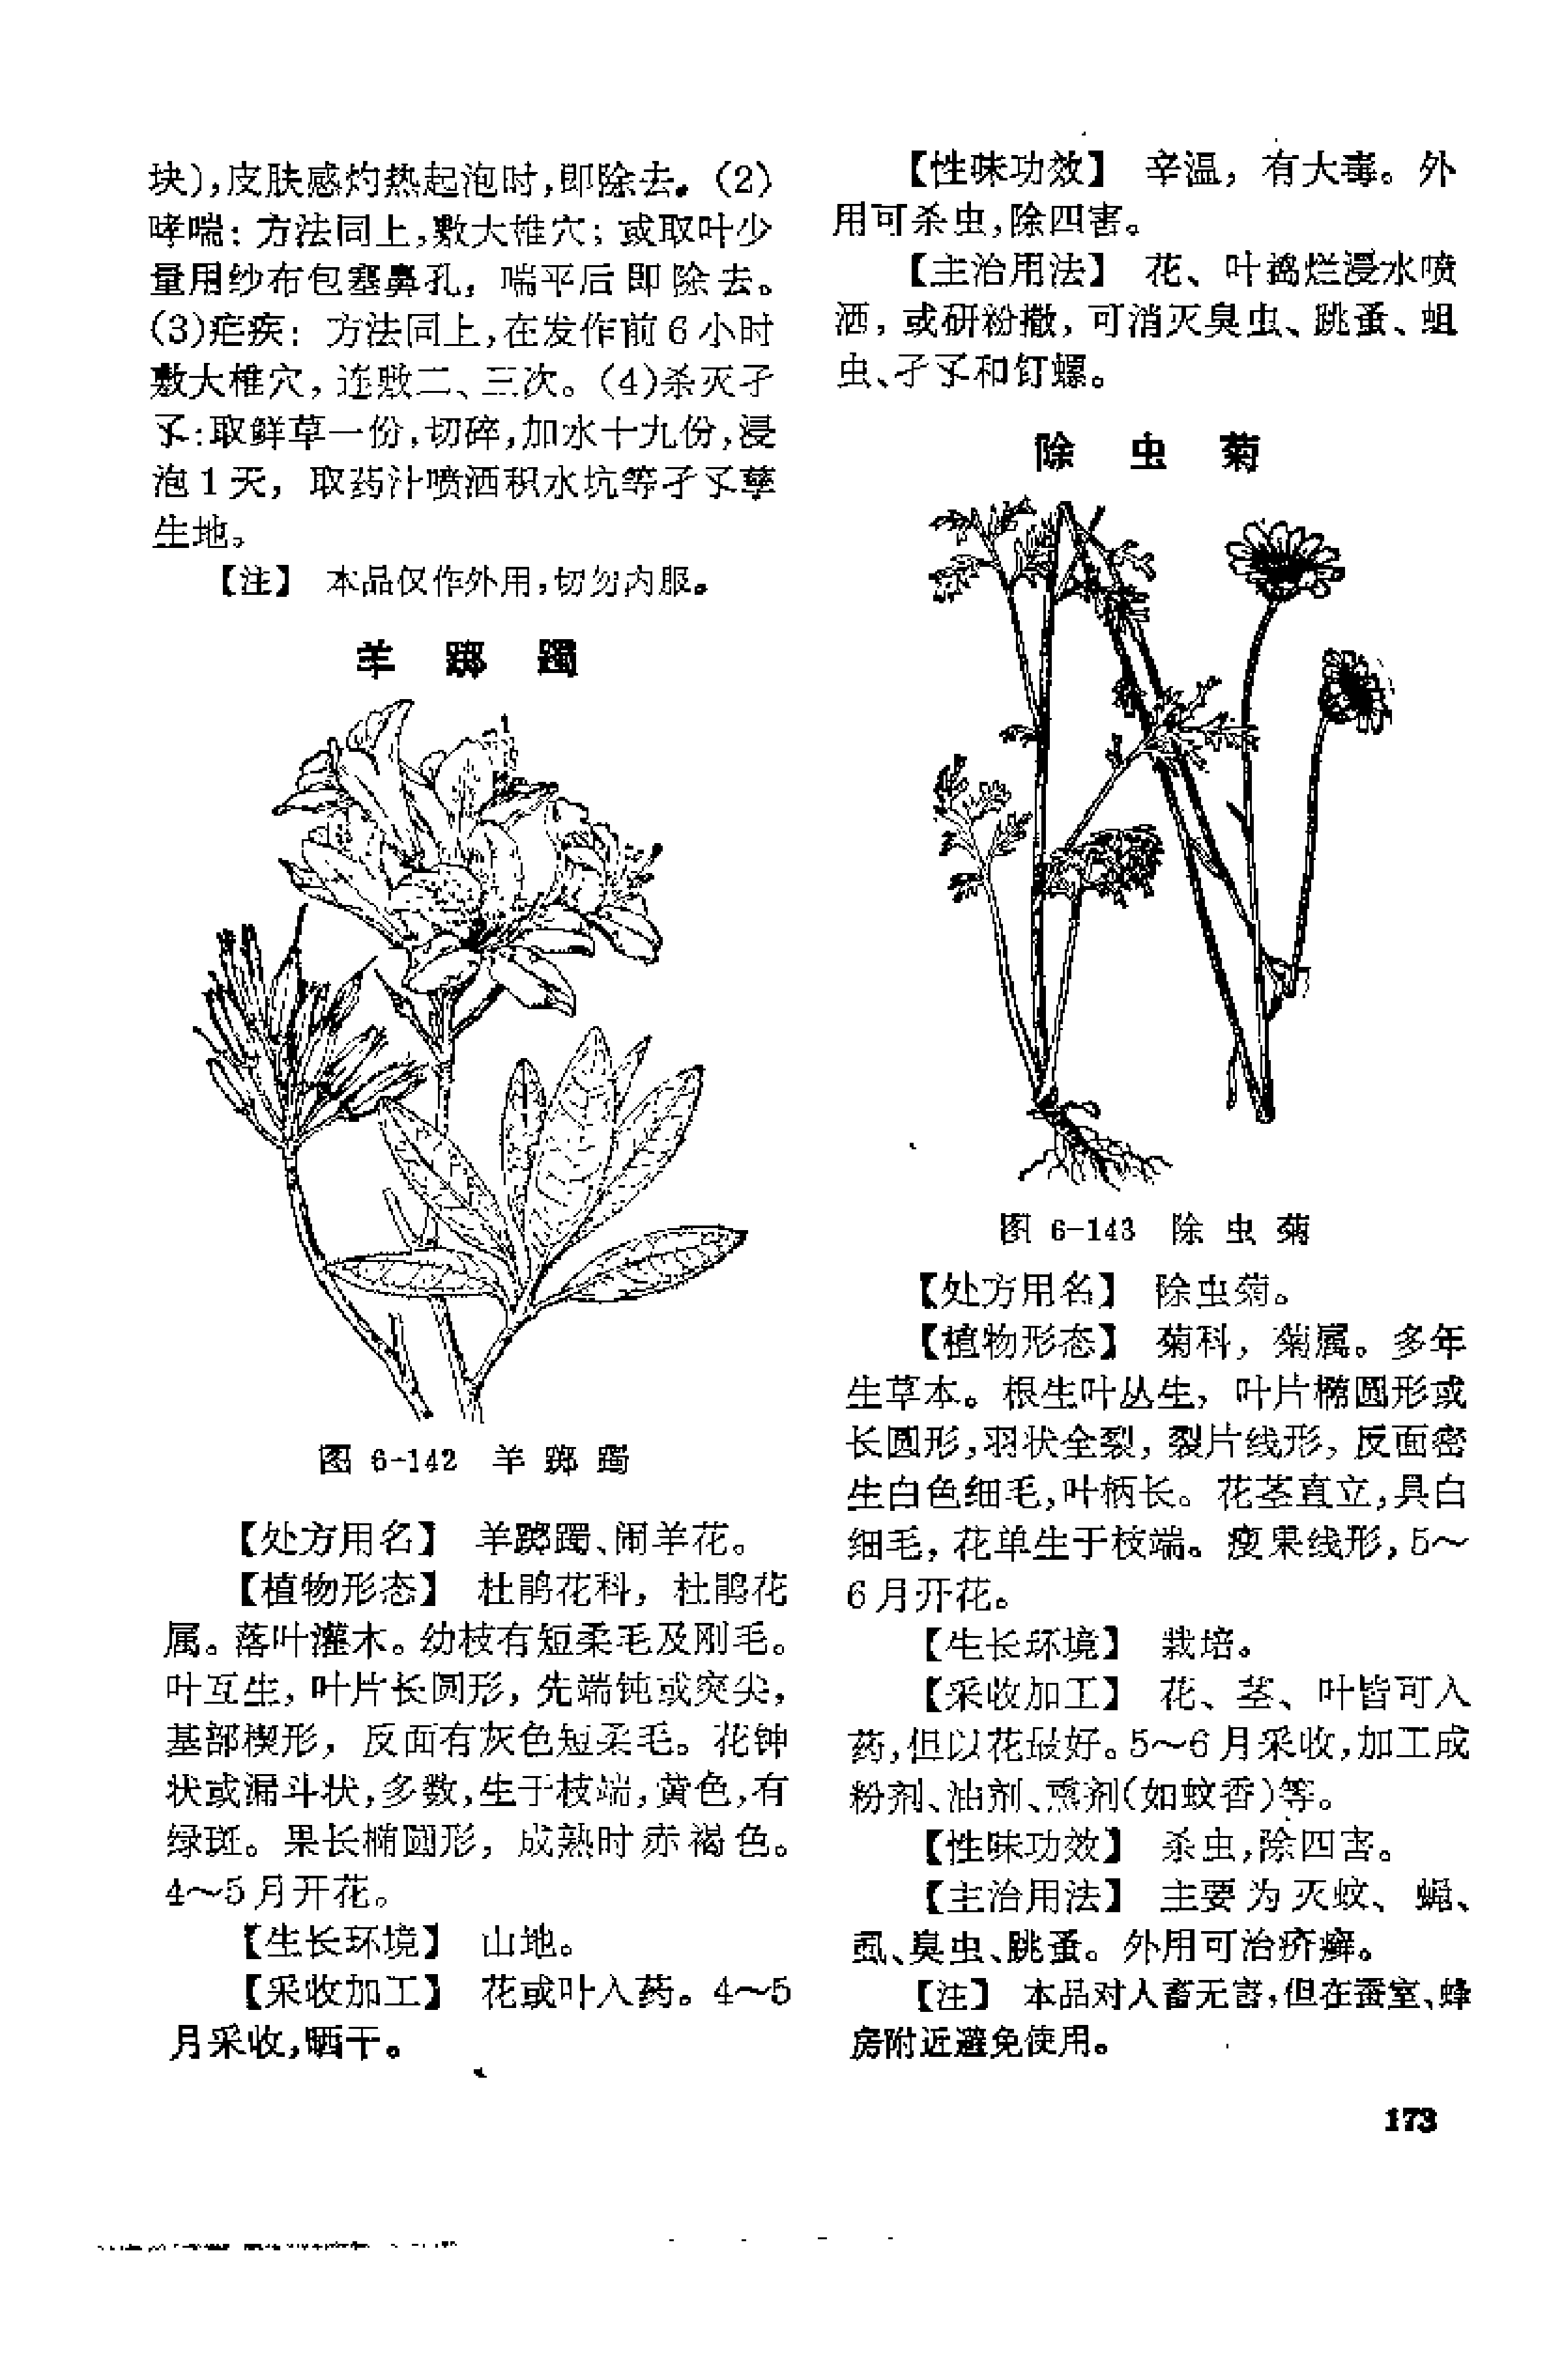 块),皮肤感灼热起泡时,即除去。(2)
哮喘: 方法同上,敷大椎穴; 或取叶少
量用纱布包塞鼻孔, 喘平后即除去。
(3)疟疾: 方法同上,在发作前6小时
敷大椎穴, 连敷二、三次。(4)杀灭孑
孓:取鲜草一份,切碎,加水十九份,浸
泡1天, 取药汁喷洒积水坑等孑孓孳
生地。
【注】 本品仅作外用,切勿内服。
羊 踯 躅
图 6-142 羊 踯 躅
【处方用名】 羊踯躅、闹羊花。
【植物形态】 杜鹃花科, 杜鹃花
属。落叶灌木。幼枝有短柔毛及刚毛。
叶互生, 叶片长圆形, 先端钝或突尖,
基部楔形, 反面有灰色短柔毛。花钟
状或漏斗状,多数,生于枝端,黄色,有
绿斑。果长椭圆形, 成熟时赤褐色。
4～5月开花。
【生长环境】 山地。
【采收加工】 花或叶入药。4～5
月采收,晒干。
【性味功效】 辛温, 有大毒。外
用可杀虫,除四害。
【主治用法】 花、叶捣烂浸水喷
洒, 或研粉撒, 可消灭臭虫、跳蚤、蛆
虫、孑孓和钉螺。
除 虫 菊
图 6-143 除 虫 菊
【处方用名】 除虫菊。
【植物形态】 菊科, 菊属。多年
生草本。根生叶丛生, 叶片椭圆形或
长圆形,羽状全裂, 裂片线形, 反面密
生白色细毛,叶柄长。花茎直立,具白
细毛, 花单生于枝端。瘦果线形, 5～
6月开花。
【生长环境】 栽培。
【采收加工】 花、茎、叶皆可入
药,但以花最好。5～6月采收,加工成
粉剂、油剂、熏剂(如蚊香)等。
【性味功效】 杀虫,除四害。
【主治用法】 主要为灭蚊、蝇、
虱、臭虫、跳蚤。外用可治疥癣。
【注】 本品对人畜无害,但在蚕室、蜂
房附近避免使用。
173